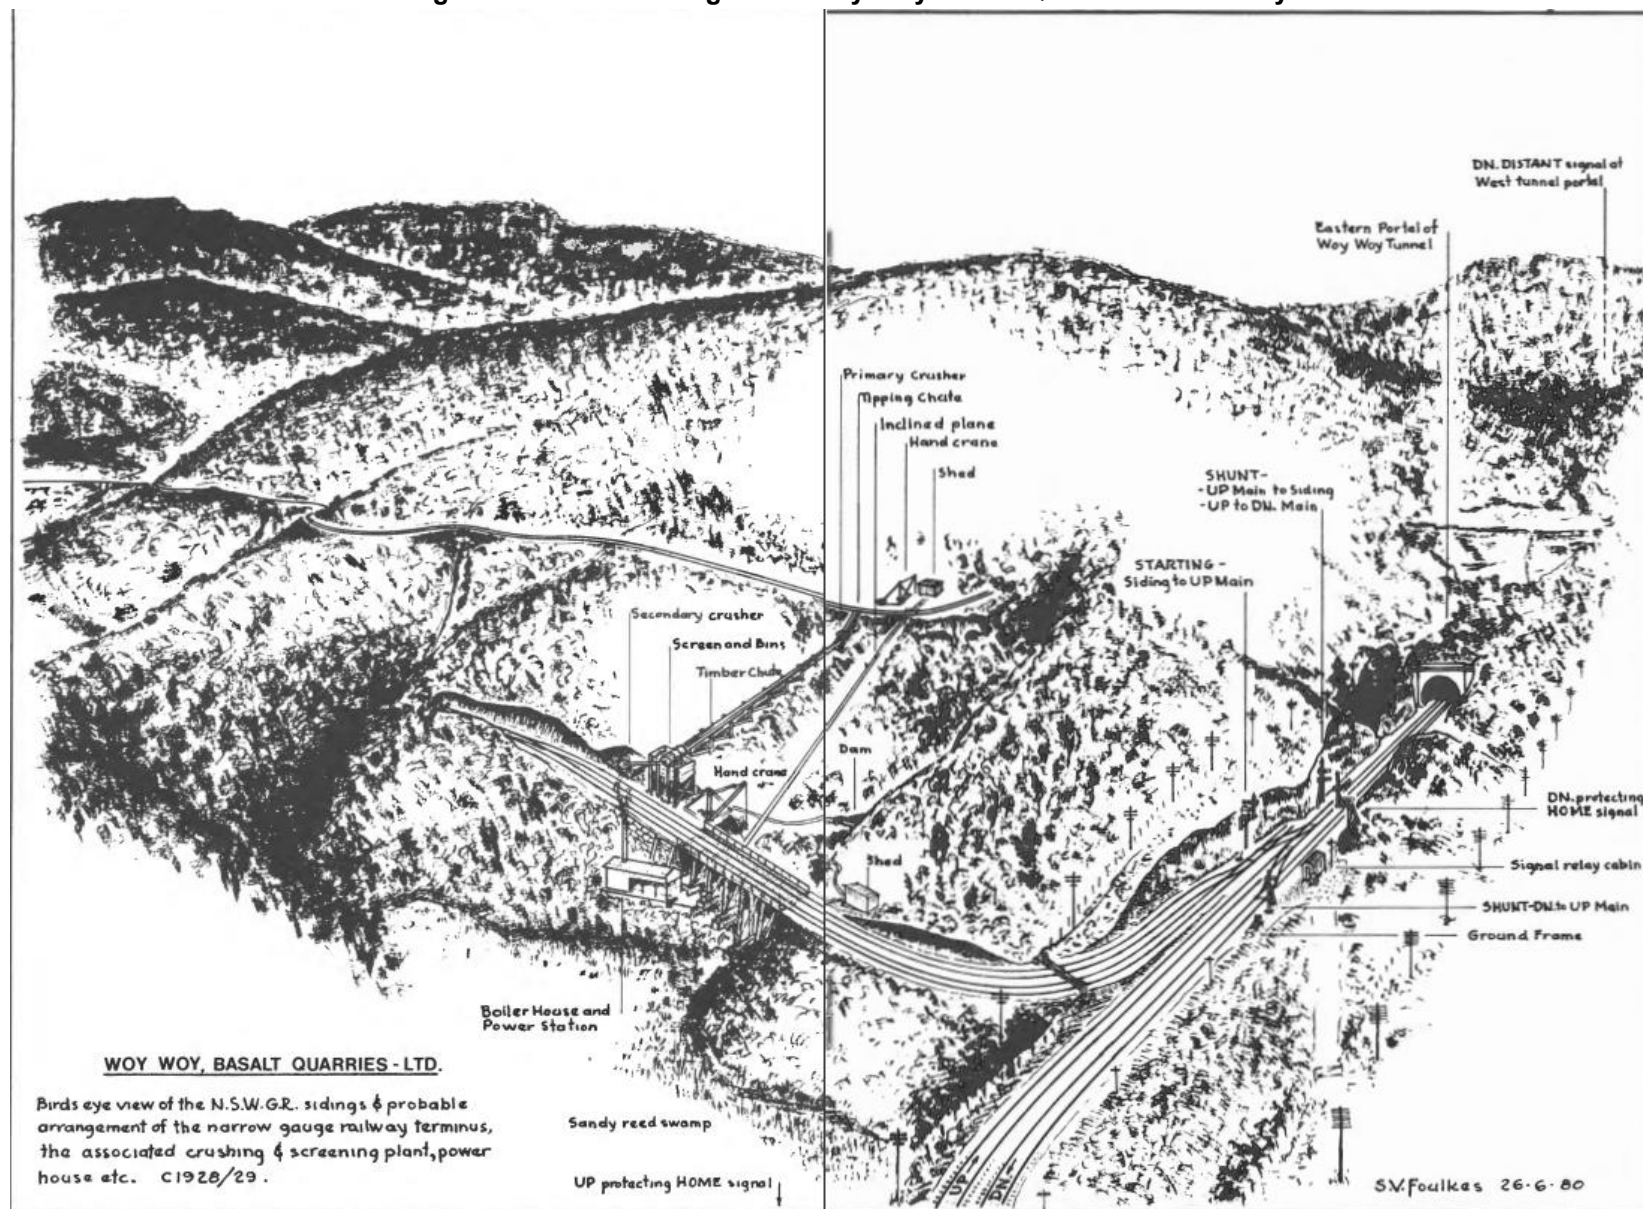 DN. DISTANT signal at
West tunnel portal
Eastern Portal of
Woy Woy Tunnel
Primary Crusher
Tipping Chute
Inclined plane
Hand crane
Shed
SHUNT-
-UP Main to Siding
-UP to DN. Main
STARTING -
Siding to UP Main
Secondary crusher
Screen and Bins
Timber Chute
Dam
Hand crane
Shed
DN. protecting
HOME signal
Signal relay cabin
SHUNT-DN. to UP Main
Ground Frame
Boiler House and
Power Station
WOY WOY, BASALT QUARRIES - LTD.
Birds eye view of the N.S.W.G.R. sidings & probable
arrangement of the narrow gauge railway terminus,
the associated crushing & screening plant, power
house etc. C1928/29.
Sandy reed swamp
UP protecting HOME signal
UP
DN
S.V. Foulkes 26-6-80